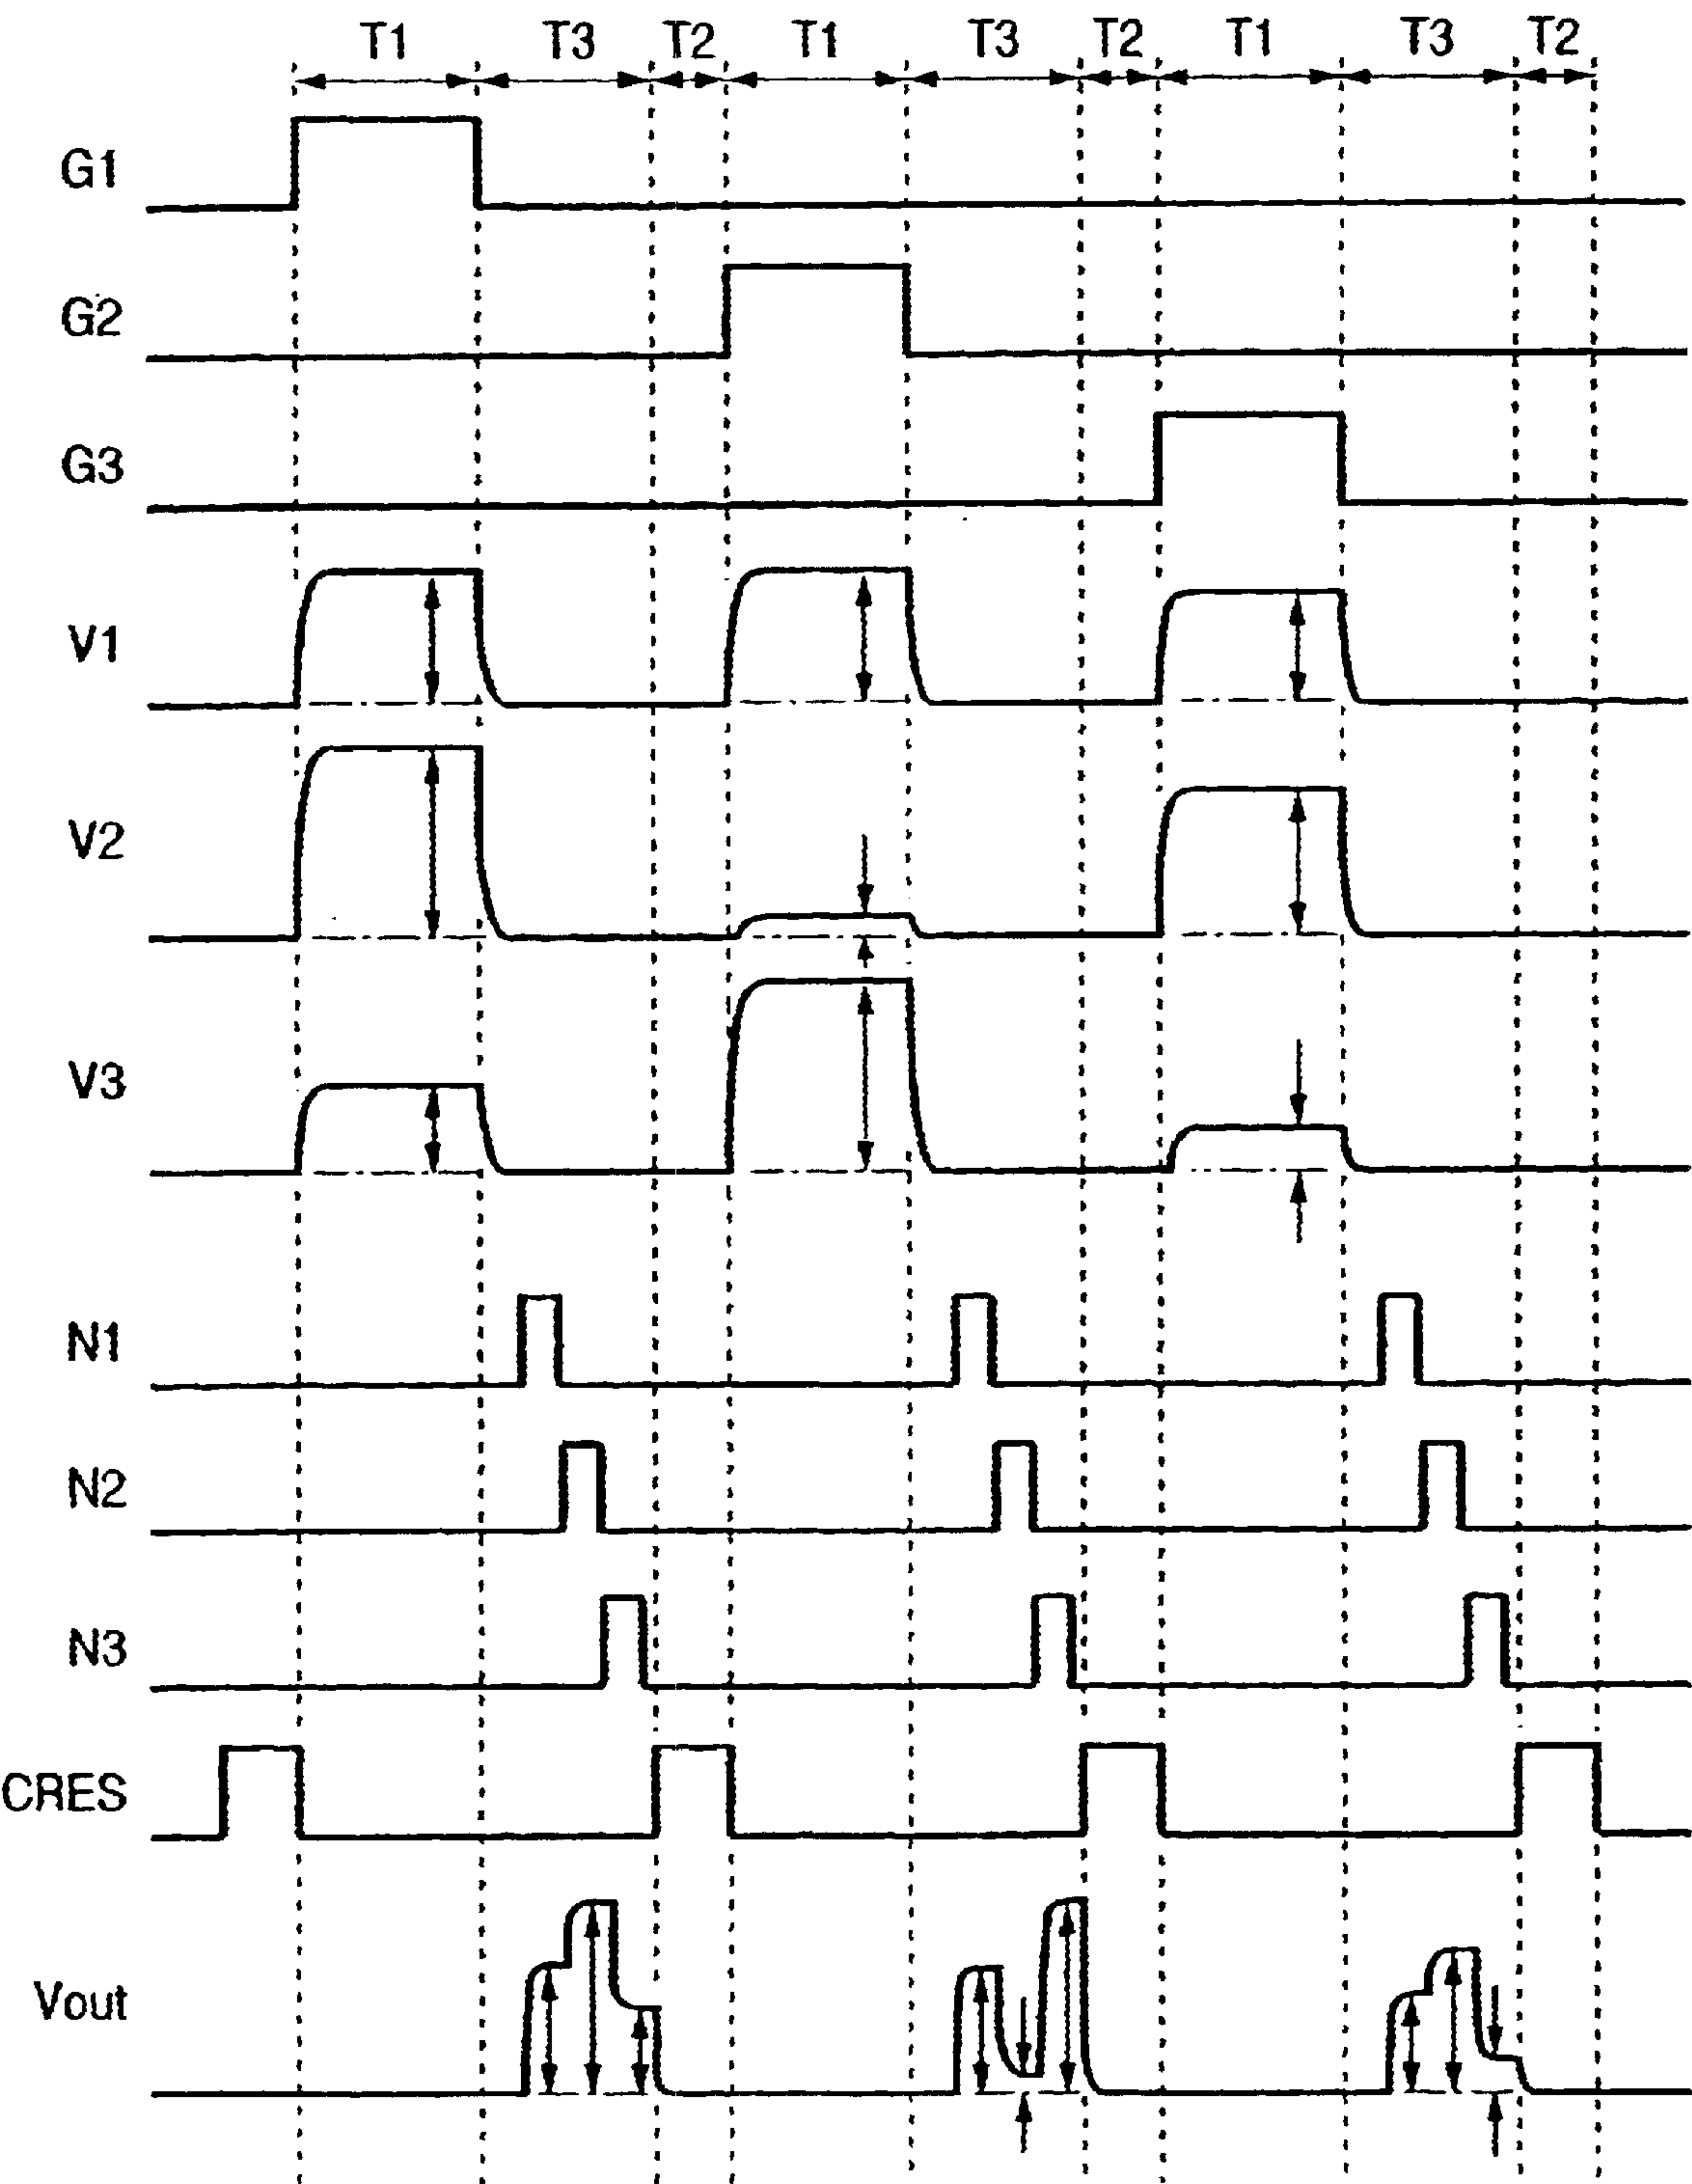 T1 T3 T2 T1 T3 T2 T1 T3 T2
G1
G2
G3
V1
V2
V3
N1
N2
N3
CRES
Vout